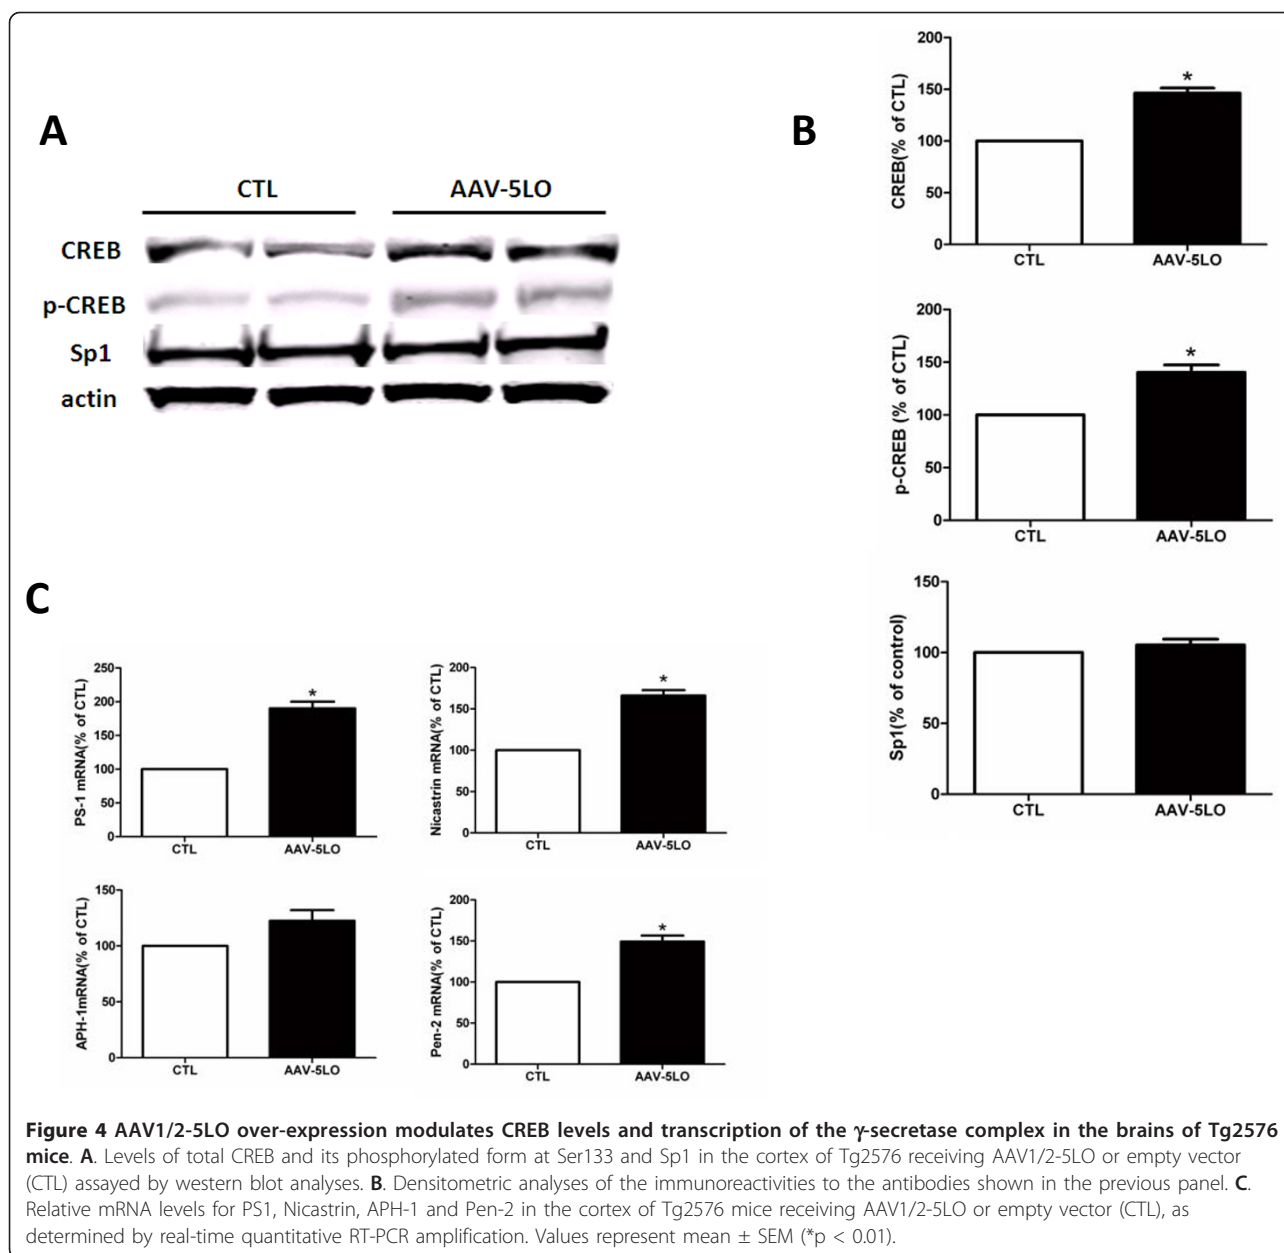 A
CTL AAV-5LO
CREB
p-CREB
Sp1
actin
B
CREB(% of CTL)
200
150
100
50
0
*
CTL AAV-5LO
p-CREB (% of CTL)
200
150
100
50
0
*
CTL AAV-5LO
Sp1(% of control)
150
100
50
0
CTL AAV-5LO
C
PS-1 mRNA(% of CTL)
250
200
150
100
50
0
*
CTL AAV-5LO
Nicastrin mRNA(% of CTL)
200
150
100
50
0
*
CTL AAV-5LO
APH-1mRNA(% of CTL)
150
100
50
0
CTL AAV-5LO
Pen-2 mRNA(% of CTL)
200
150
100
50
0
*
CTL AAV-5LO
Figure 4 AAV1/2-5LO over-expression modulates CREB levels and transcription of the γ-secretase complex in the brains of Tg2576
mice. A. Levels of total CREB and its phosphorylated form at Ser133 and Sp1 in the cortex of Tg2576 receiving AAV1/2-5LO or empty vector
(CTL) assayed by western blot analyses. B. Densitometric analyses of the immunoreactivities to the antibodies shown in the previous panel. C.
Relative mRNA levels for PS1, Nicastrin, APH-1 and Pen-2 in the cortex of Tg2576 mice receiving AAV1/2-5LO or empty vector (CTL), as
determined by real-time quantitative RT-PCR amplification. Values represent mean ± SEM (*p < 0.01).